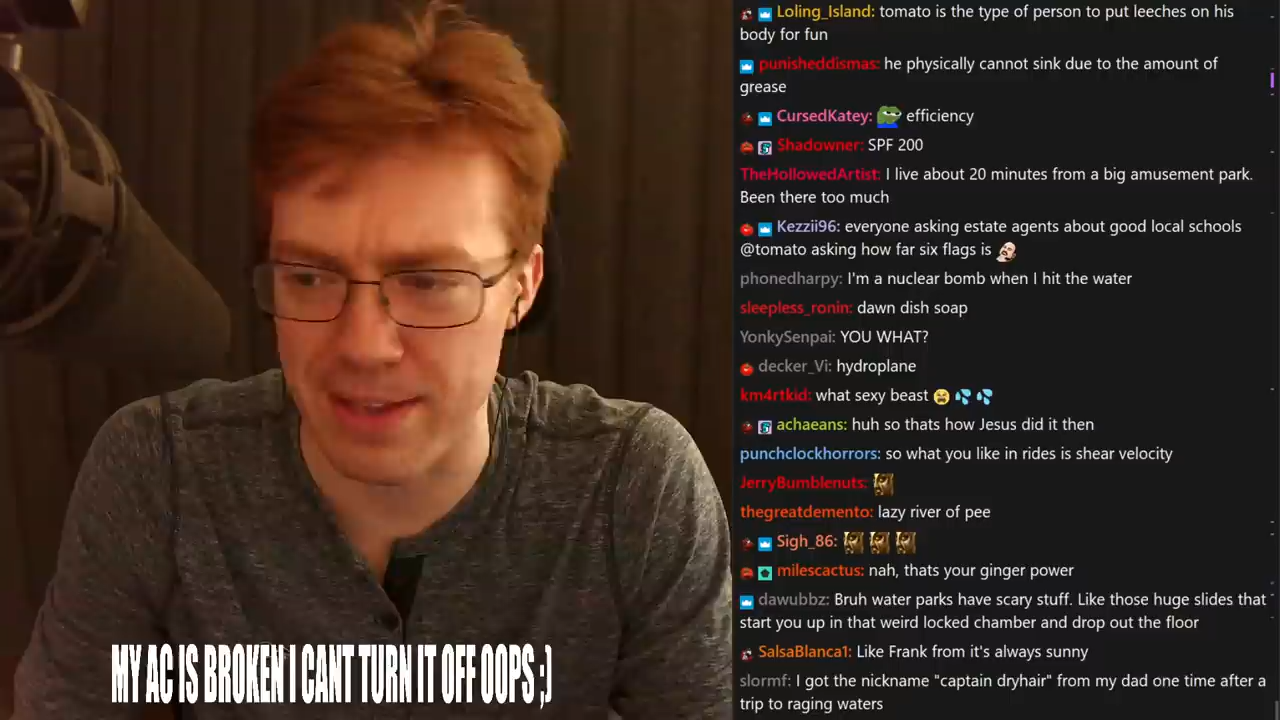 Loling_Island: tomato is the type of person to put leeches on his
body for fun
punisheddismas: he physically cannot sink due to the amount of
grease
CursedKatey: efficiency
Shadowner: SPF 200
TheHollowedArtist: I live about 20 minutes from a big amusement park.
Been there too much
Kezzii96: everyone asking estate agents about good local schools
@tomato asking how far six flags is
phonedharpy: I'm a nuclear bomb when I hit the water
sleepless_ronin: dawn dish soap
YonkySenpai: YOU WHAT?
decker_Vi: hydroplane
km4rtkid: what sexy beast
achaeans: huh so thats how Jesus did it then
punchclockhorrors: so what you like in rides is shear velocity
JerryBumblenuts:
thegreatdemento: lazy river of pee
Sigh_86:
milescactus: nah, thats your ginger power
dawubbz: Bruh water parks have scary stuff. Like those huge slides that
start you up in that weird locked chamber and drop out the floor
SalsaBlanca1: Like Frank from it's always sunny
slormf: I got the nickname "captain dryhair" from my dad one time after a
trip to raging waters
MY AC IS BROKEN I CANT TURN IT OFF OOPS ;)